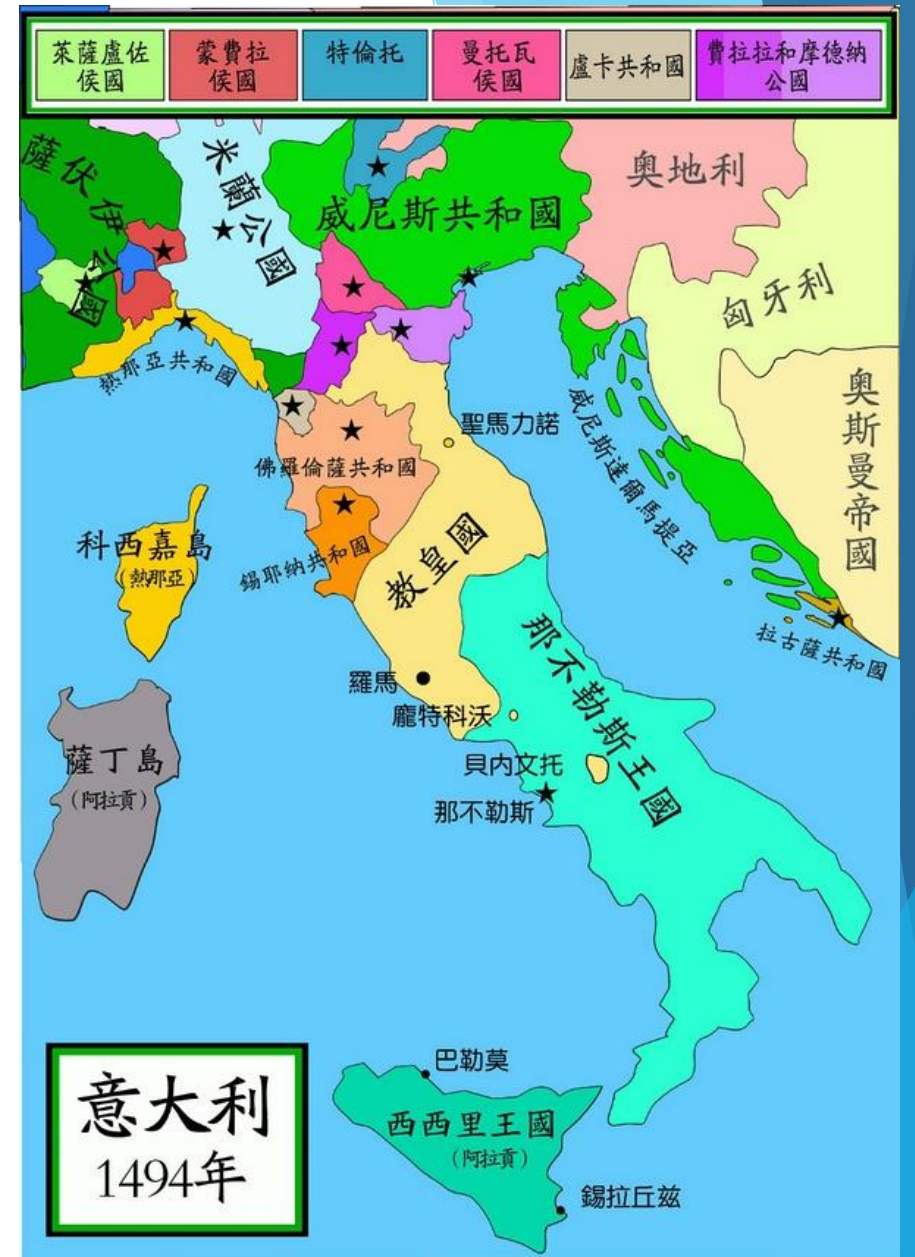 萊薩盧佐
侯國
蒙費拉
侯國
特倫托
曼托瓦
侯國
盧卡共和國
費拉拉和摩德納
公國
薩伏伊公國
米蘭公國
威尼斯共和國
奧地利
匈牙利
奧斯曼帝國
熱那亞共和國
威尼斯達爾馬提亞
聖馬力諾
佛羅倫薩共和國
科西嘉島
(熱那亞)
錫耶納共和國
教皇國
拉古薩共和國
那不勒斯王國
羅馬
龐特科沃
薩丁島
(阿拉貢)
貝內文托
那不勒斯
巴勒莫
西西里王國
(阿拉貢)
錫拉丘茲
意大利
1494年